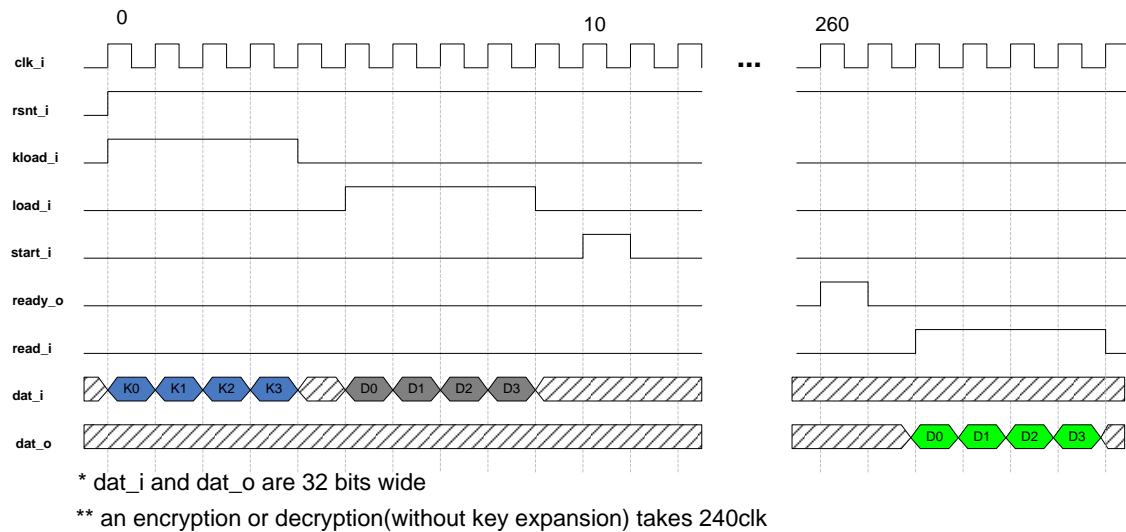 0 10 260
clk_i ...
rsnt_i
kload_i
load_i
start_i
ready_o
read_i
dat_i K0 K1 K2 K3 D0 D1 D2 D3
dat_o D0 D1 D2 D3
* dat_i and dat_o are 32 bits wide
** an encryption or decryption(without key expansion) takes 240clk